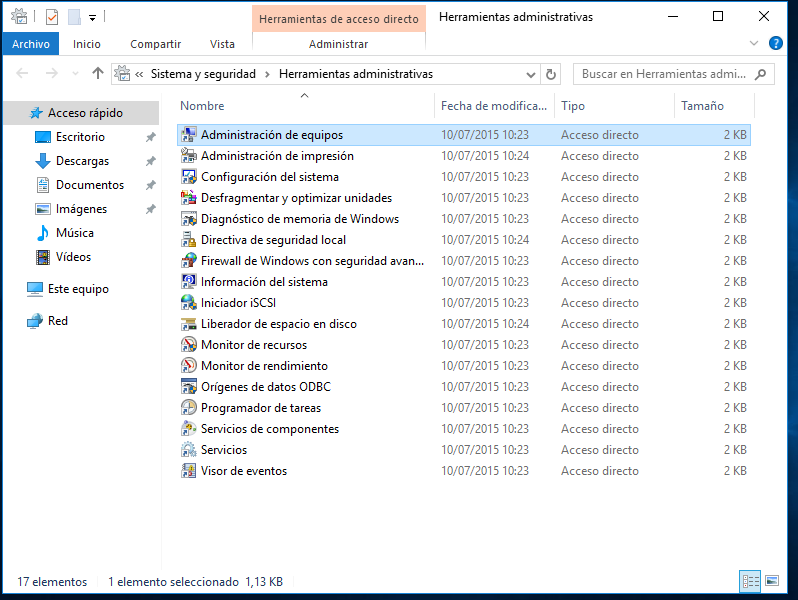 Herramientas de acceso directo
Herramientas administrativas
Archivo
Inicio
Compartir
Vista
Administrar
« Sistema y seguridad > Herramientas administrativas
Buscar en Herramientas admi...
Acceso rápido
Escritorio
Descargas
Documentos
Imágenes
Música
Vídeos
Este equipo
Red
Nombre Fecha de modifica... Tipo Tamaño
Administración de equipos 10/07/2015 10:23 Acceso directo 2 KB
Administración de impresión 10/07/2015 10:24 Acceso directo 2 KB
Configuración del sistema 10/07/2015 10:23 Acceso directo 2 KB
Desfragmentar y optimizar unidades 10/07/2015 10:23 Acceso directo 2 KB
Diagnóstico de memoria de Windows 10/07/2015 10:23 Acceso directo 2 KB
Directiva de seguridad local 10/07/2015 10:24 Acceso directo 2 KB
Firewall de Windows con seguridad avan... 10/07/2015 10:23 Acceso directo 2 KB
Información del sistema 10/07/2015 10:23 Acceso directo 2 KB
Iniciador iSCSI 10/07/2015 10:23 Acceso directo 2 KB
Liberador de espacio en disco 10/07/2015 10:24 Acceso directo 2 KB
Monitor de recursos 10/07/2015 10:23 Acceso directo 2 KB
Monitor de rendimiento 10/07/2015 10:23 Acceso directo 2 KB
Orígenes de datos ODBC 10/07/2015 10:23 Acceso directo 2 KB
Programador de tareas 10/07/2015 10:23 Acceso directo 2 KB
Servicios de componentes 10/07/2015 10:23 Acceso directo 2 KB
Servicios 10/07/2015 10:23 Acceso directo 2 KB
Visor de eventos 10/07/2015 10:23 Acceso directo 2 KB
17 elementos 1 elemento seleccionado 1,13 KB